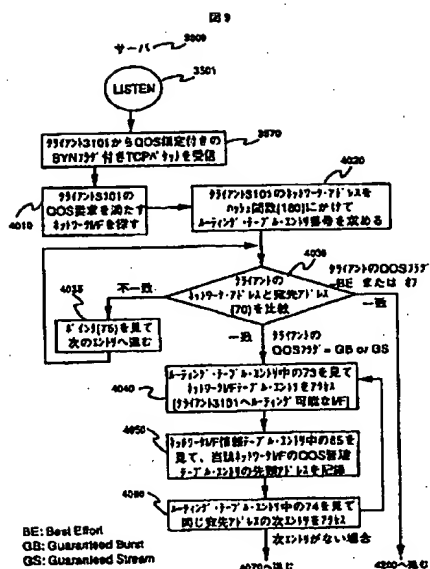 図9
サーバ 3500
3501
LISTEN
3570
クライアント3101からQOS指定付きの
SYNフラグ付きTCPパケットを受信
4010
クライアント3101の
QOS要求を満たす
ネットワークI/Fを探す
4020
クライアント3101のネットワーク・アドレスを
ハッシュ関数(180)にかけて
ルーティング・テーブル・エントリ番号を求める
4030
クライアントの
ネットワーク・アドレスと宛先アドレス
(70)を比較
不一致
クライアントのQOSフラグ
=BE または オフ
一致
4035
ポインタ(75)を見て
次のエントリへ進む
一致
クライアントの
QOSフラグ = GB or GS
4040
ルーティング・テーブル・エントリ中の73を見て
ネットワークI/Fテーブル・エントリをアクセス
(クライアント3101へルーティング可能なI/F)
4050
ネットワークI/F情報テーブル・エントリ中の85を
見て、当該ネットワークI/FのQOS管理
テーブル・エントリの先頭アドレスを記録
4060
ルーティング・テーブル・エントリ中の74を見て
同じ宛先アドレスの次エントリをアクセス
次エントリがない場合
BE: Best Effort
GB: Guaranteed Burst
GS: Guaranteed Stream
4070へ進む
4200へ進む